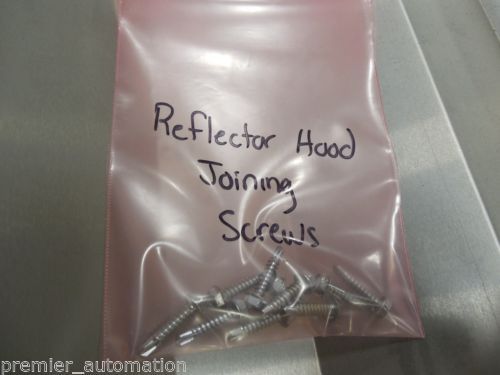 Reflector Hood
Joining
Screws
premier_automation